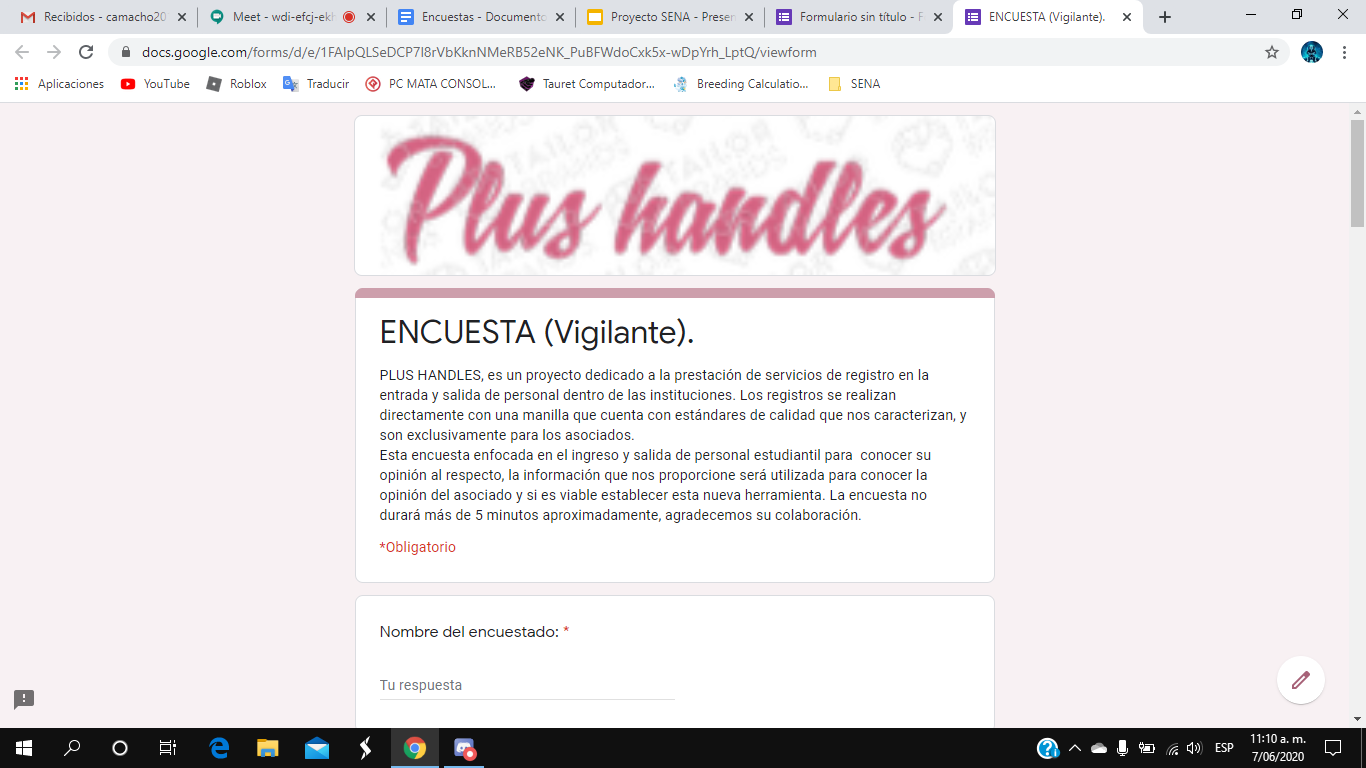 Recibidos - camacho20
Meet - wdi-efcj-ekh
Encuestas - Documento
Proyecto SENA - Presen
Formulario sin título - F
ENCUESTA (Vigilante).
docs.google.com/forms/d/e/1FAIpQLSeDCP7I8rVbKknNMeRB52eNK_PuBFWdoCxk5x-wDpYrh_LptQ/viewform
Aplicaciones
YouTube
Roblox
Traducir
PC MATA CONSOL...
Tauret Computador...
Breeding Calculatio...
SENA
Plus handles
ENCUESTA (Vigilante).
PLUS HANDLES, es un proyecto dedicado a la prestación de servicios de registro en la
entrada y salida de personal dentro de las instituciones. Los registros se realizan
directamente con una manilla que cuenta con estándares de calidad que nos caracterizan, y
son exclusivamente para los asociados.
Esta encuesta enfocada en el ingreso y salida de personal estudiantil para  conocer su
opinión al respecto, la información que nos proporcione será utilizada para conocer la
opinión del asociado y si es viable establecer esta nueva herramienta. La encuesta no
durará más de 5 minutos aproximadamente, agradecemos su colaboración.
*Obligatorio
Nombre del encuestado: *
Tu respuesta
ESP
11:10 a. m.
7/06/2020